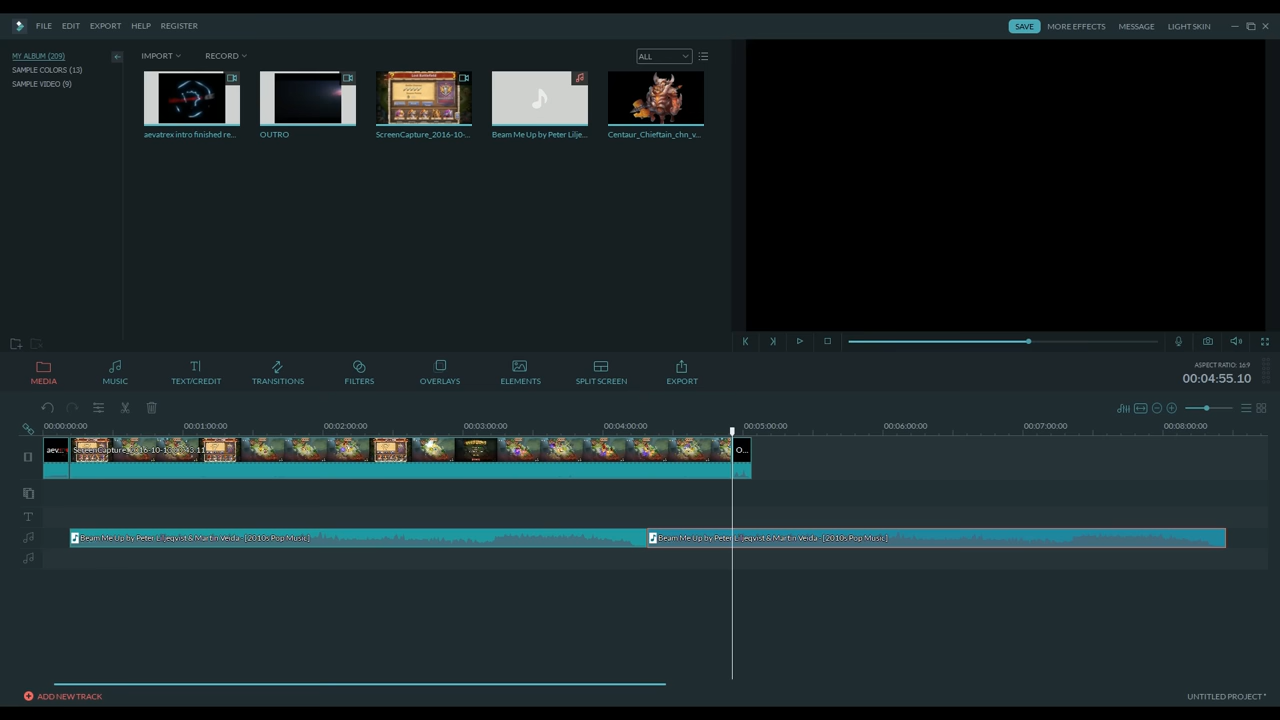 FILE EDIT EXPORT HELP REGISTER SAVE MORE EFFECTS MESSAGE LIGHT SKIN
MY ALBUM (209)
SAMPLE COLORS (13)
SAMPLE VIDEO (9)
IMPORT RECORD ALL
aevatrex intro finished re... OUTRO ScreenCapture_2016-10-... Beam Me Up by Peter Lilje... Centaur_Chieftain_chn_v...
MEDIA MUSIC TEXT/CREDIT TRANSITIONS FILTERS OVERLAYS ELEMENTS SPLIT SCREEN EXPORT
ASPECT RATIO: 16:9
00:04:55.10
00:00:00:00 00:01:00:00 00:02:00:00 00:03:00:00 00:04:00:00 00:05:00:00 00:06:00:00 00:07:00:00 00:08:00:00
aev... O...
Beam Me Up by Peter Liljeqvist & Martin Veida - [2010s Pop Music] Beam Me Up by Peter Liljeqvist & Martin Veida - [2010s Pop Music]
ADD NEW TRACK UNTITLED PROJECT *